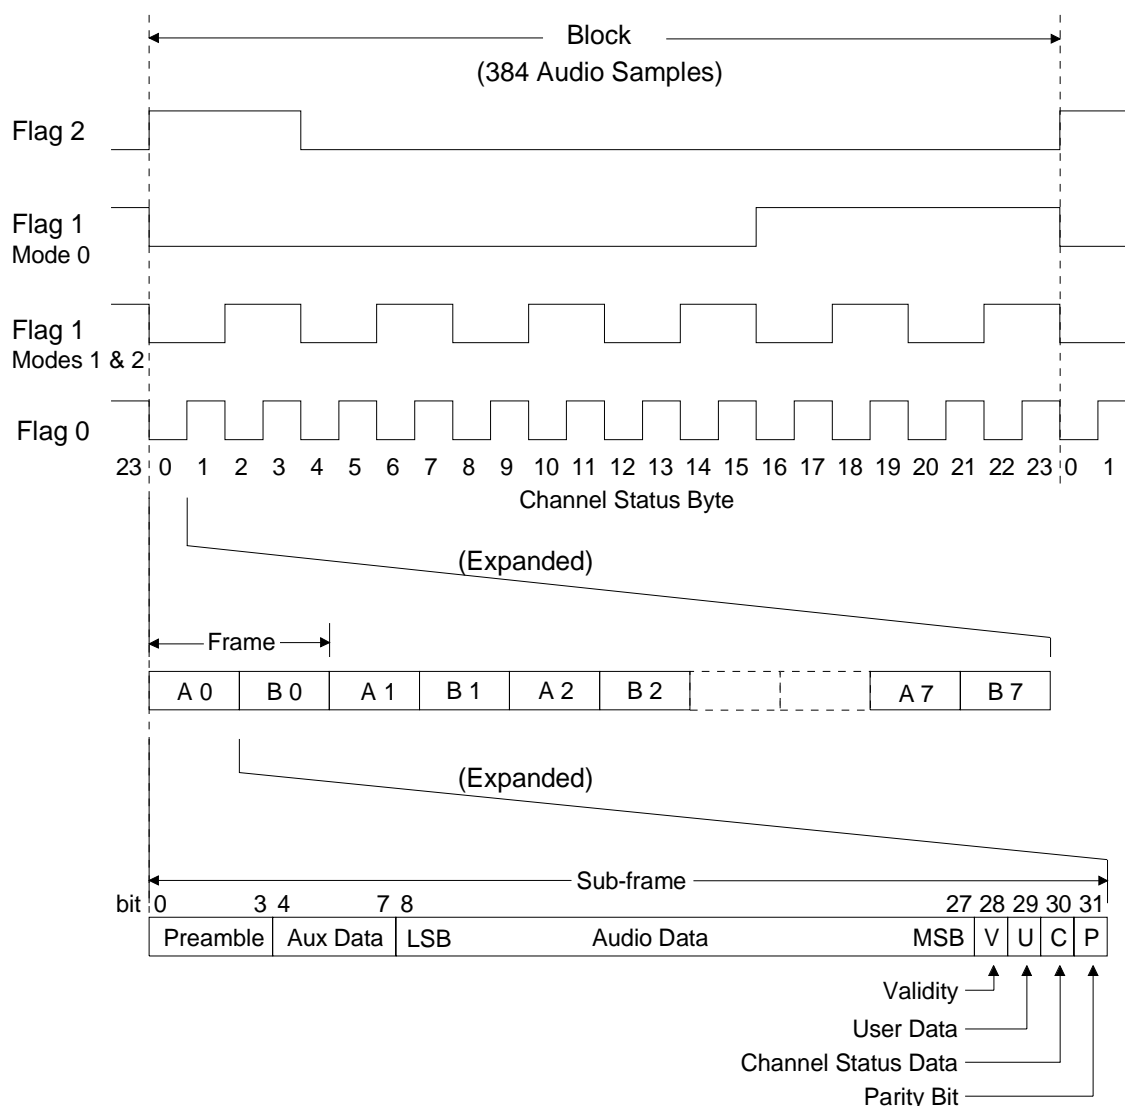 Block
(384 Audio Samples)
Flag 2
Flag 1
Mode 0
Flag 1
Modes 1 & 2
Flag 0
23 0 1 2 3 4 5 6 7 8 9 10 11 12 13 14 15 16 17 18 19 20 21 22 23 0 1
Channel Status Byte
(Expanded)
Frame
A 0 B 0 A 1 B 1 A 2 B 2 A 7 B 7
(Expanded)
Sub-frame
bit 0 3 4 7 8 27 28 29 30 31
Preamble Aux Data LSB Audio Data MSB V U C P
Validity
User Data
Channel Status Data
Parity Bit